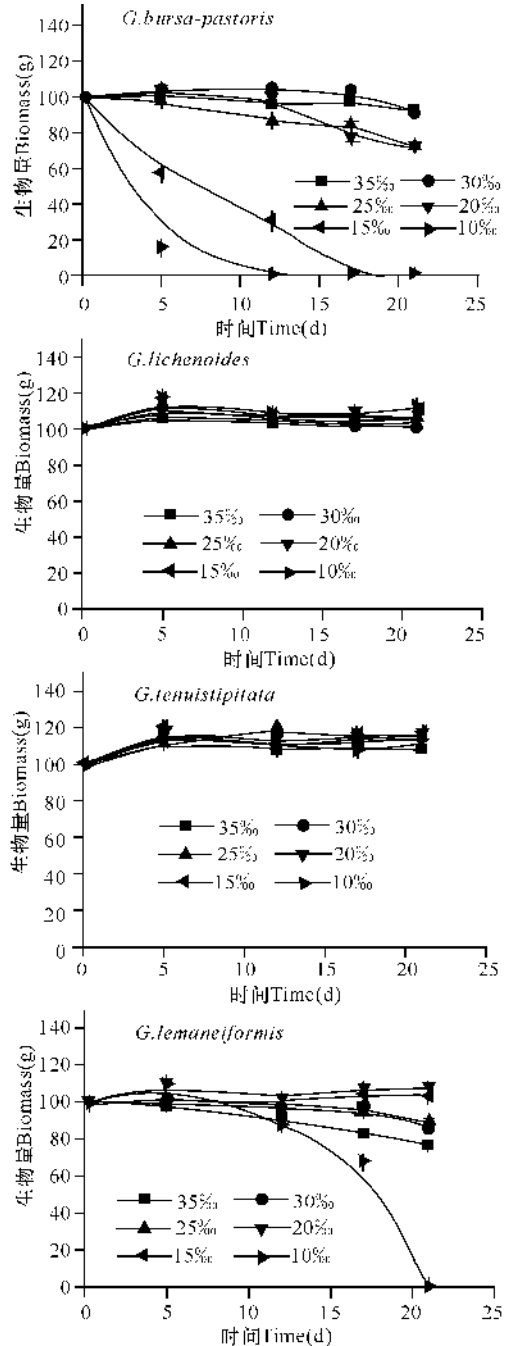 G.bursa-pastoris
生物量Biomass(g)
140
120
100
80
60
40
20
0
35‰ 30‰
25‰ 20‰
15‰ 10‰
0 5 10 15 20 25
时间Time(d)
G.lichenoides
生物量Biomass(g)
140
120
100
80
60
40
20
0
35‰ 30‰
25‰ 20‰
15‰ 10‰
0 5 10 15 20 25
时间Time(d)
G.tenuistipitata
生物量Biomass(g)
140
120
100
80
60
40
20
0
35‰ 30‰
25‰ 20‰
15‰ 10‰
0 5 10 15 20 25
时间Time(d)
G.lemaneiformis
生物量Biomass(g)
140
120
100
80
60
40
20
0
35‰ 30‰
25‰ 20‰
15‰ 10‰
0 5 10 15 20 25
时间Time(d)